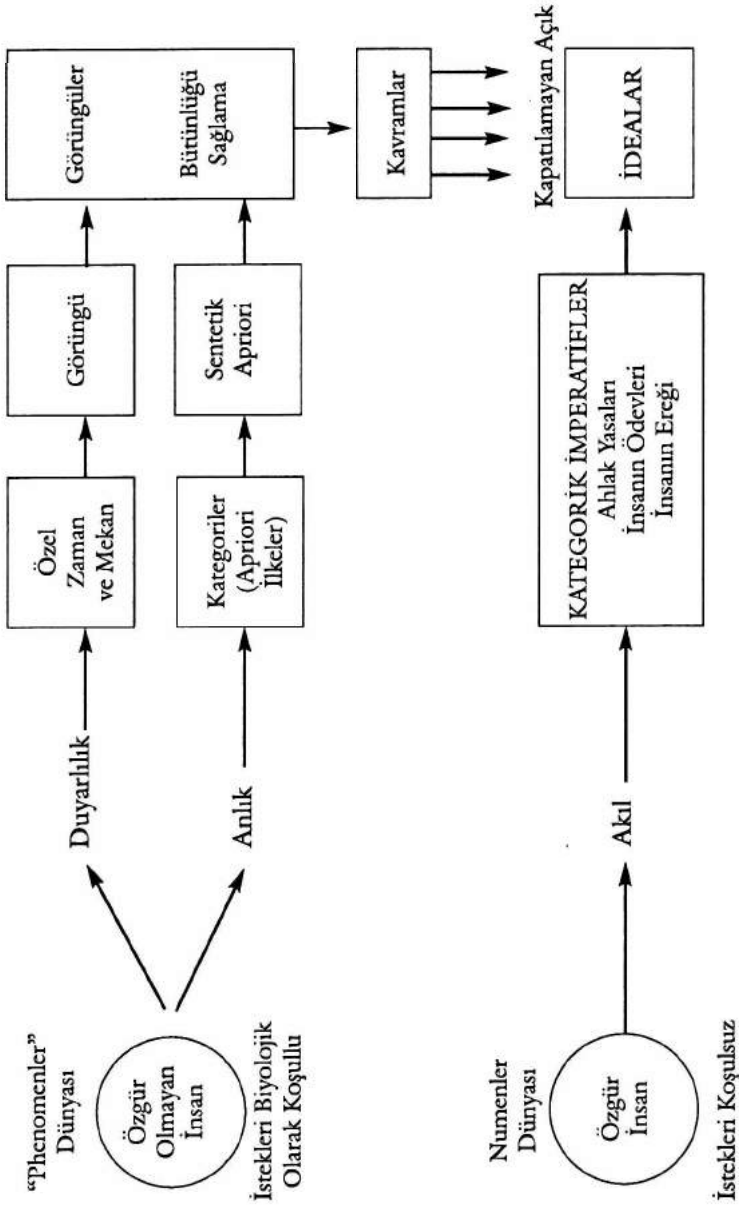 “Phenomenler”
Dünyası
Özgür
Olmayan
İnsan
İstekleri Biyolojik
Olarak Koşullu
Duyarlılık
Özel
Zaman
ve Mekan
Görüngü
Görüngüler
Bütünlüğü
Sağlama
Anlık
Kategoriler
(Apriori
İlkeler)
Sentetik
Apriori
Kavramlar
Kapatılamayan Açık
Numenler
Dünyası
Özgür
İnsan
İstekleri Koşulsuz
Akıl
KATEGORİK İMPERATİFLER
Ahlak Yasaları
İnsanın Ödevleri
İnsanın Ereği
İDEALAR